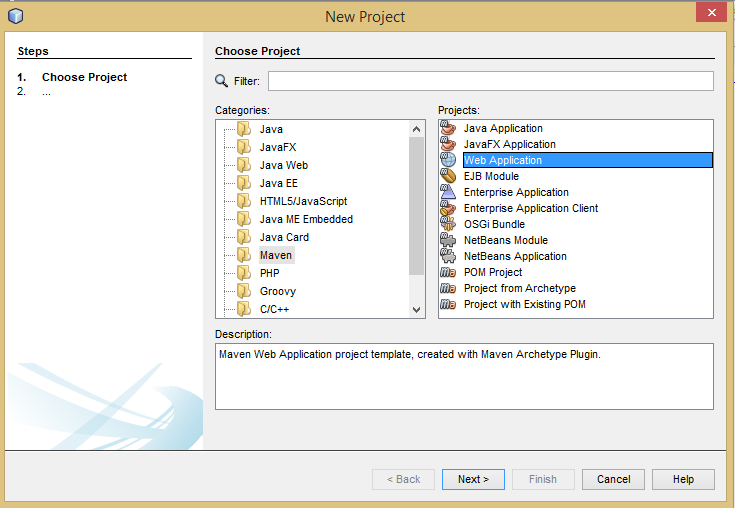 New Project
Steps
1. Choose Project
2. ...
Choose Project
Filter:
Categories:
Java
JavaFX
Java Web
Java EE
HTML5/JavaScript
Java ME Embedded
Java Card
Maven
PHP
Groovy
C/C++
Projects:
Java Application
JavaFX Application
Web Application
EJB Module
Enterprise Application
Enterprise Application Client
OSGi Bundle
NetBeans Module
NetBeans Application
POM Project
Project from Archetype
Project with Existing POM
Description:
Maven Web Application project template, created with Maven Archetype Plugin.
< Back Next > Finish Cancel Help